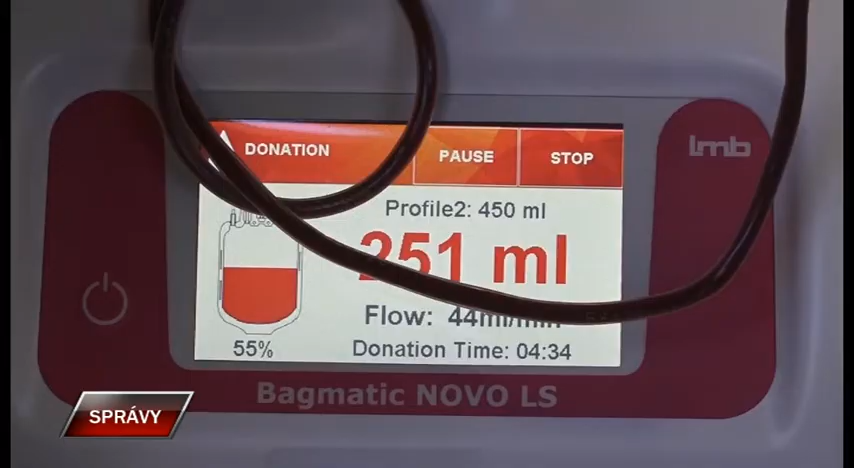 DONATION
PAUSE
STOP
lmb
Profile2: 450 ml
251 ml
Flow: 44ml/min
55%
Donation Time: 04:34
Bagmatic NOVO LS
SPRÁVY